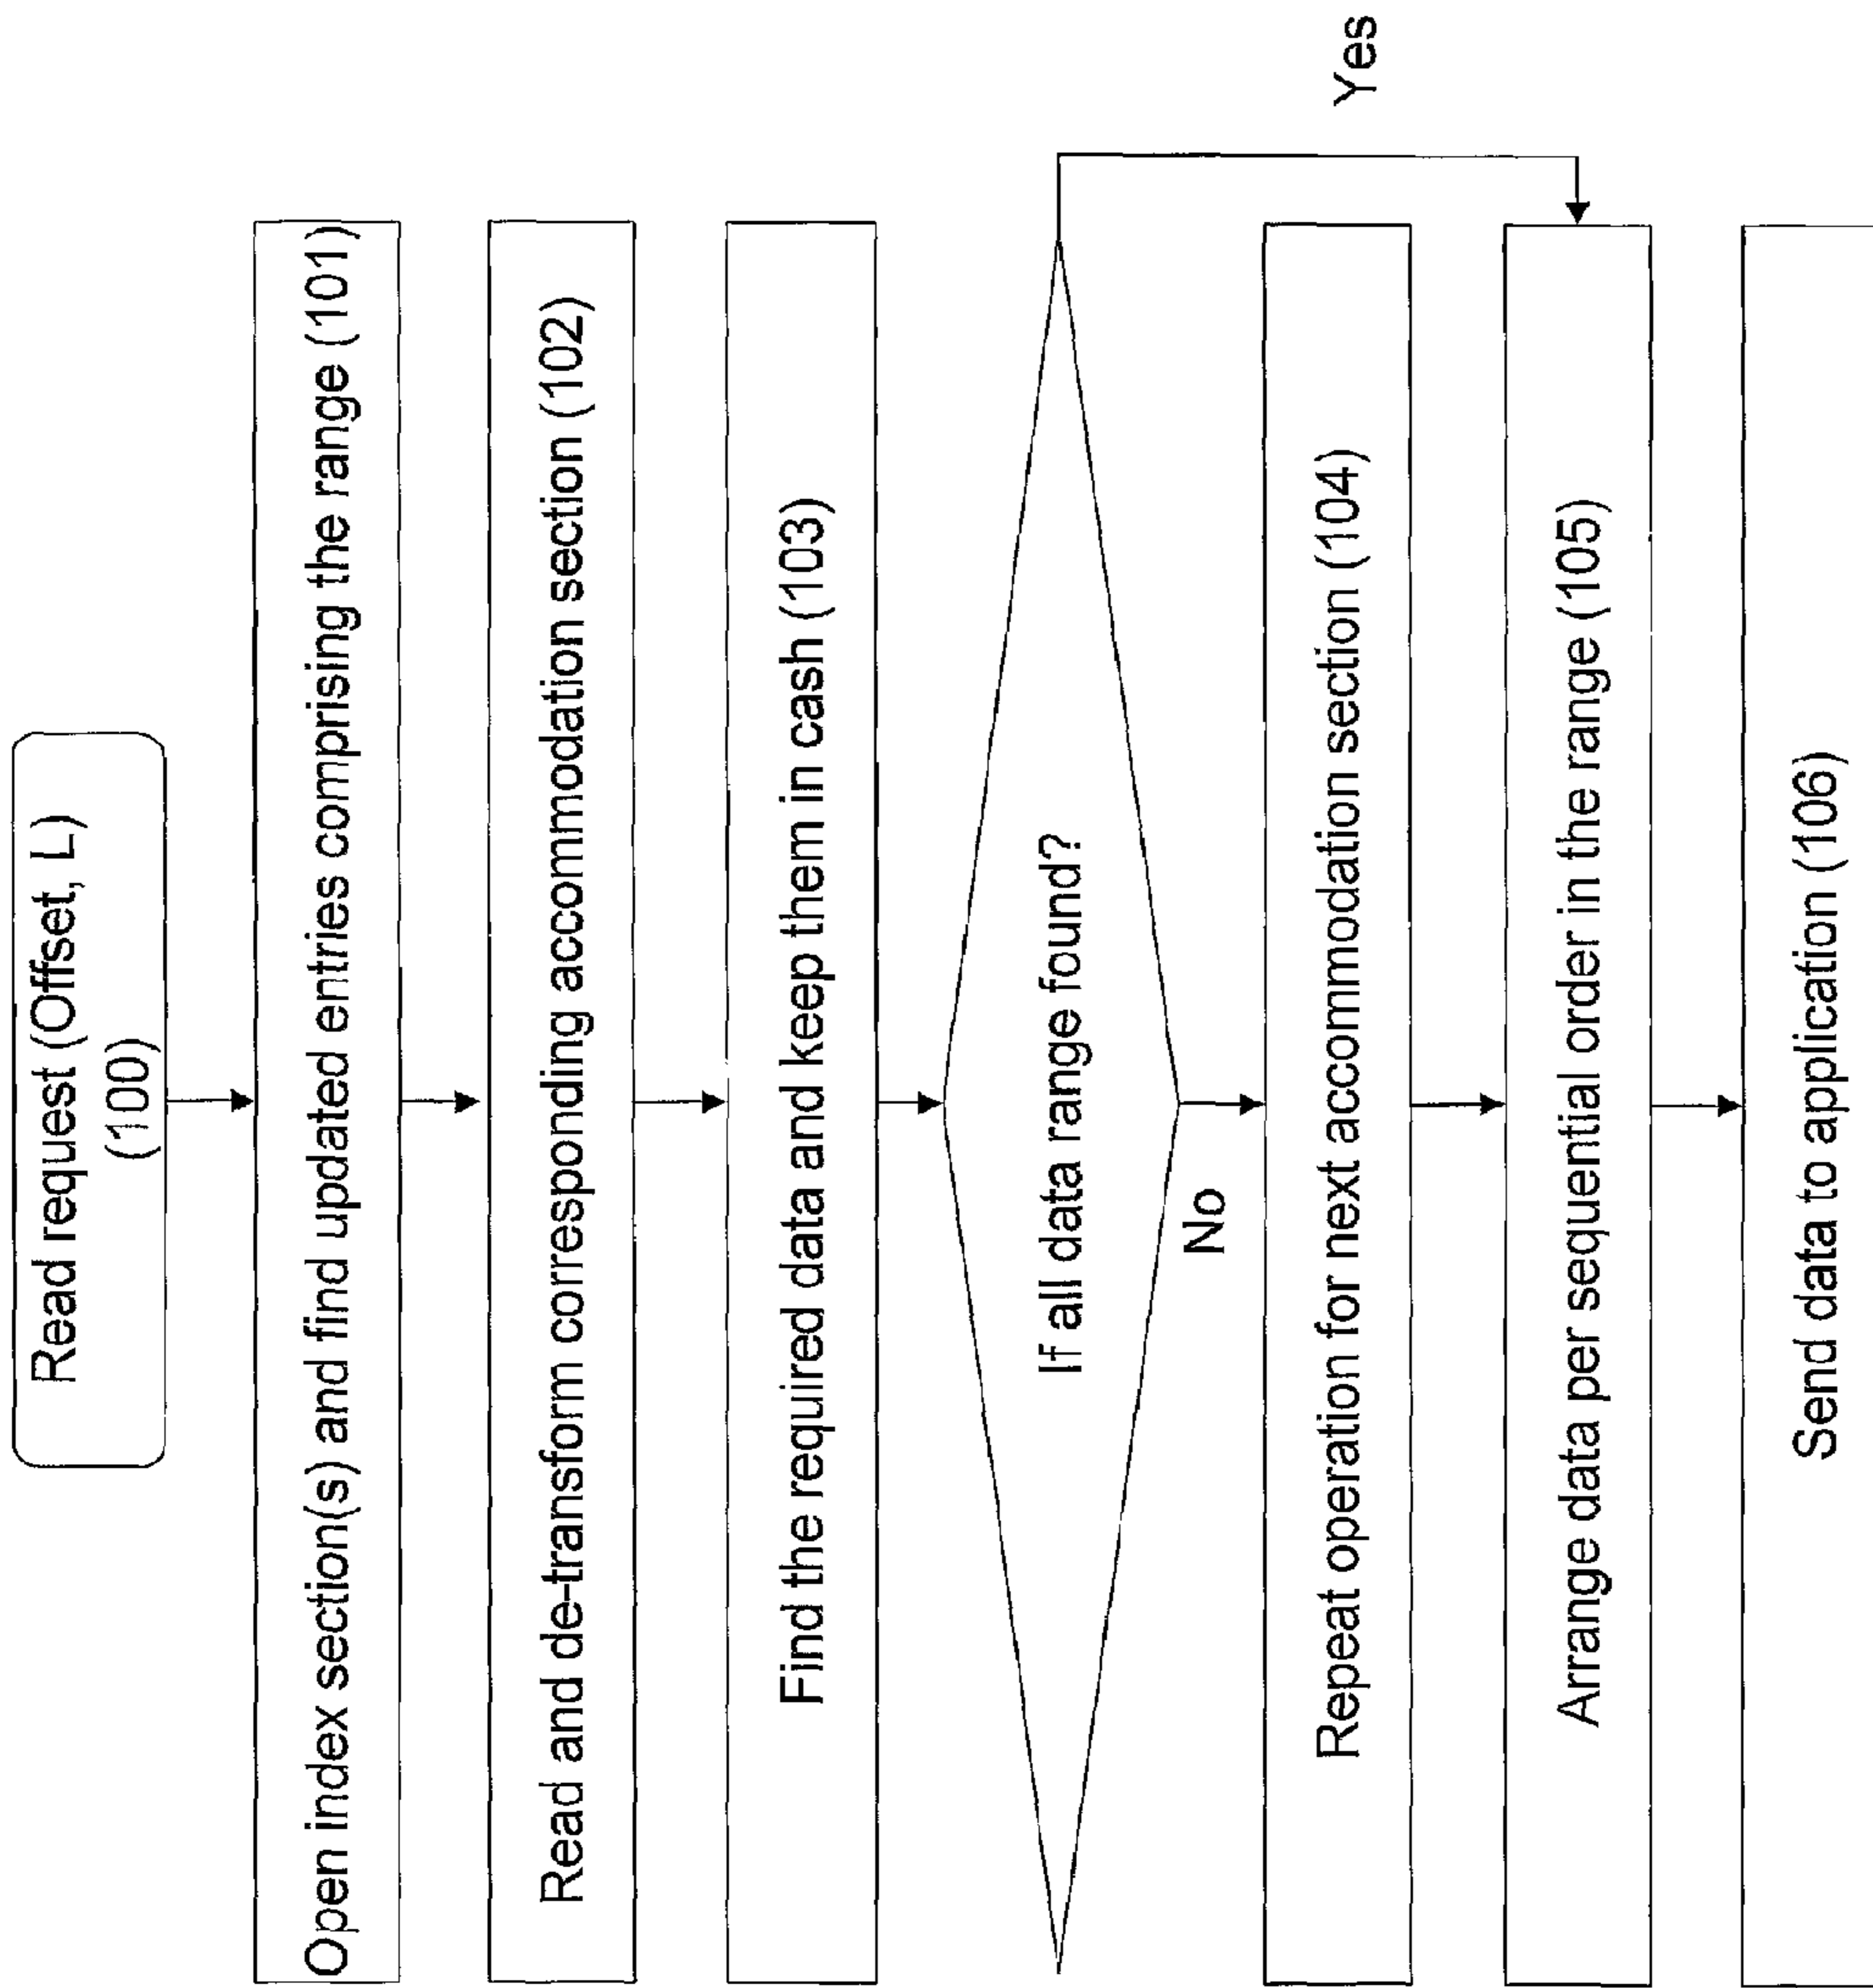 Read request (Offset, L)
(100)
Open index section(s) and find updated entries comprising the range (101)
Read and de-transform corresponding accommodation section (102)
Find the required data and keep them in cash (103)
If all data range found?
Yes
No
Repeat operation for next accommodation section (104)
Arrange data per sequential order in the range (105)
Send data to application (106)